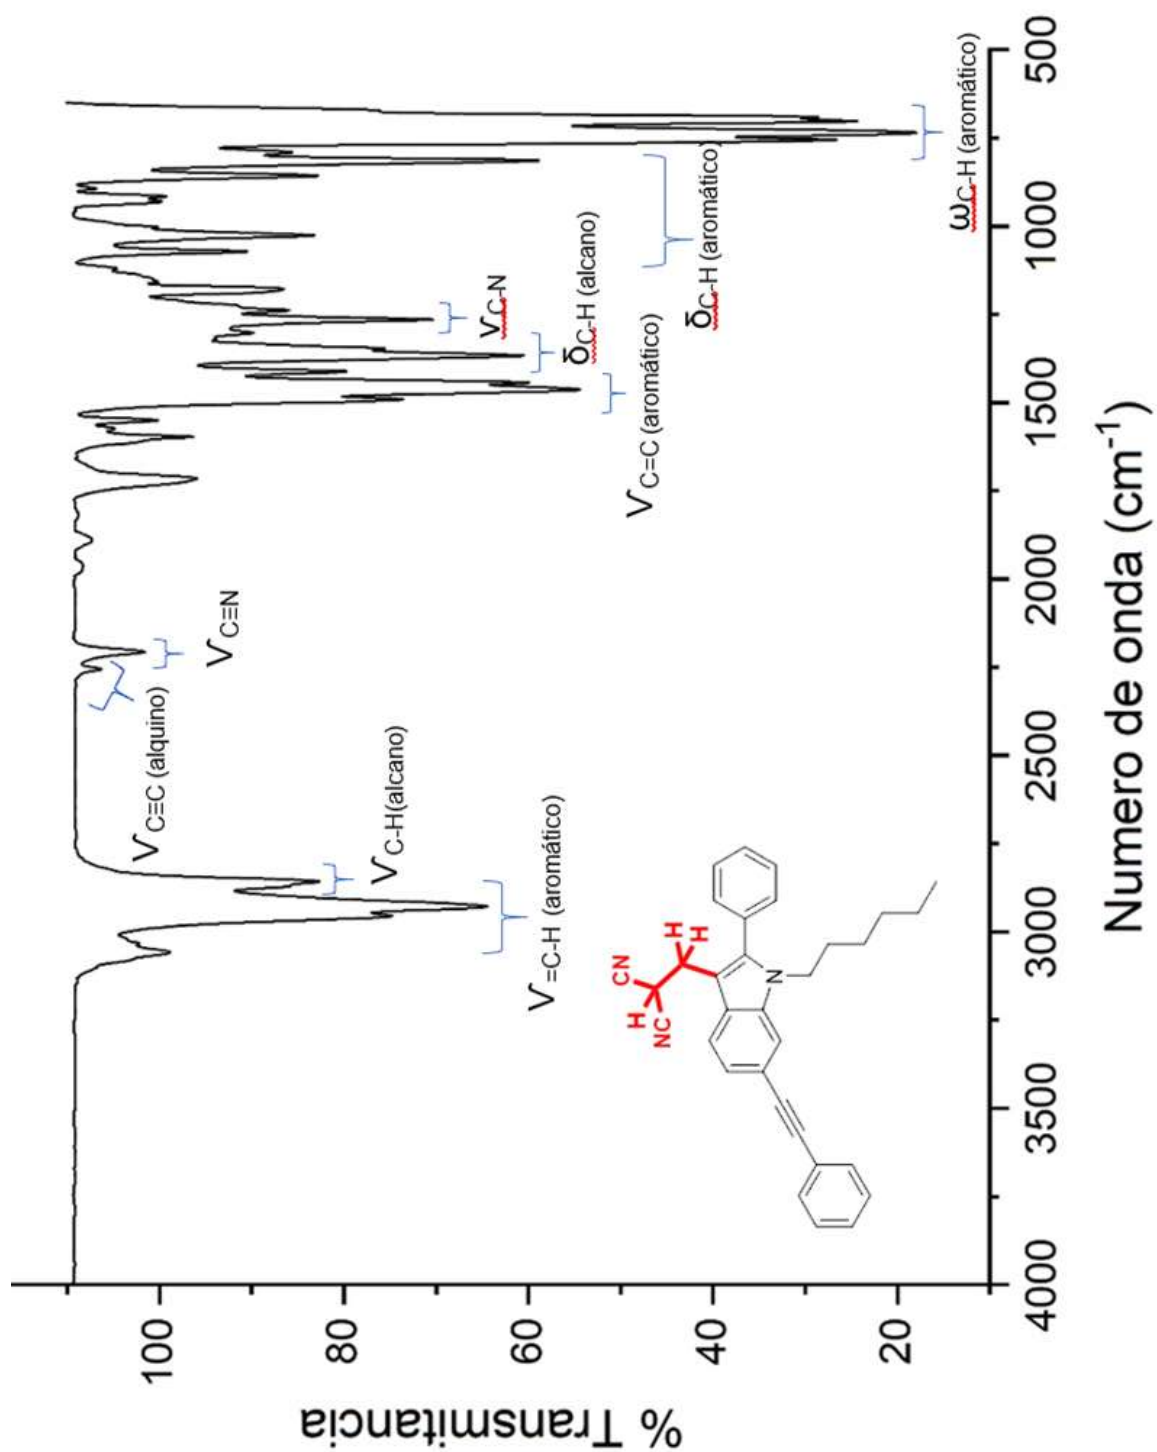 % Transmitancia
100
80
60
40
20
4000
3500
3000
2500
2000
1500
1000
500
Numero de onda (cm-1)
V=C-H (aromático)
VC-H(alcano)
VC≡C (alquino)
VC≡N
VC=C (aromático)
δC-H (alcano)
VC-N
δC-H (aromático)
ωC-H (aromático)
CN
H
H
H
NC
N